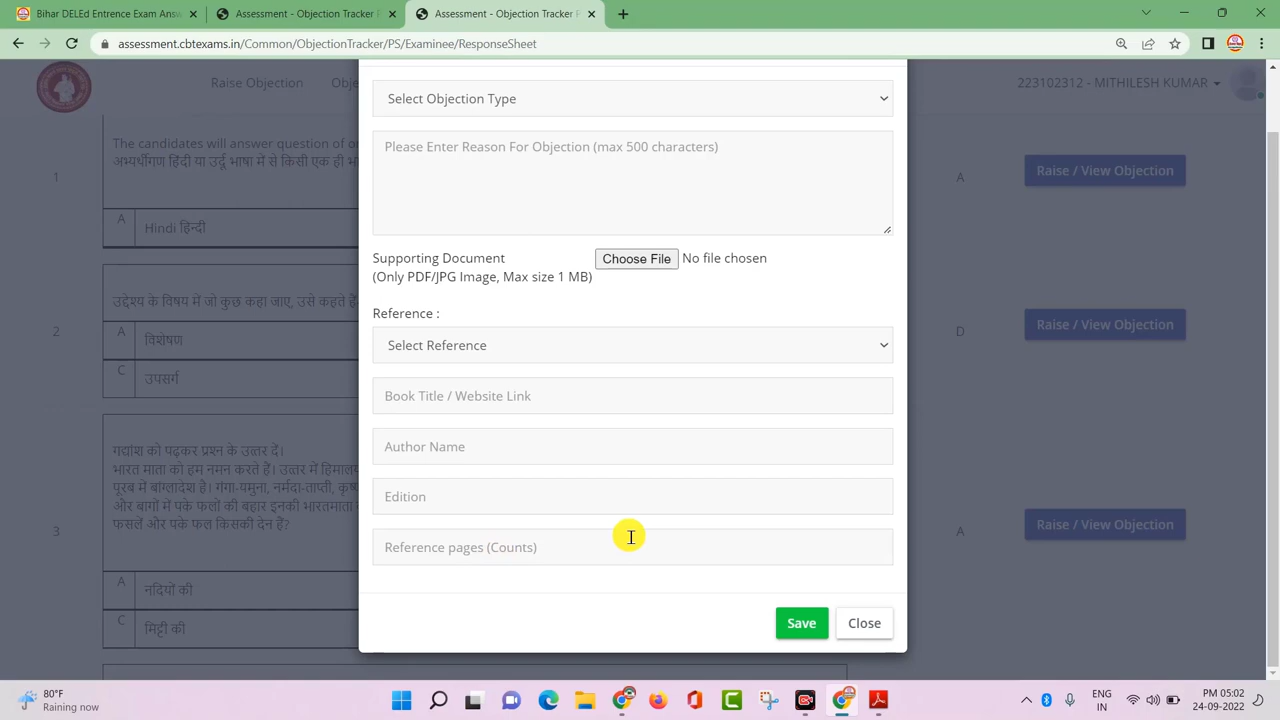 Bihar DELEd Entrence Exam Answ
Assessment - Objection Tracker P
Assessment - Objection Tracker P
assessment.cbtexams.in/Common/ObjectionTracker/PS/Examinee/ResponseSheet
Raise Objection
Obje
223102312 - MITHILESH KUMAR
Select Objection Type
Please Enter Reason For Objection (max 500 characters)
Supporting Document
(Only PDF/JPG Image, Max size 1 MB)
Choose File No file chosen
Reference :
Select Reference
Book Title / Website Link
Author Name
Edition
Reference pages (Counts)
Save
Close
1
The candidates will answer question of o
अभ्यर्थीगण हिंदी या उर्दू भाषा में से किसी एक ही भ
A
Hindi हिन्दी
A
Raise / View Objection
2
उद्देश्य के विषय में जो कुछ कहा जाए, उसे कहते हैं
A
विशेषण
C
उपसर्ग
D
Raise / View Objection
3
गद्यांश को पढ़कर प्रश्न के उत्तर दें।
भारत माता को हम नमन करते हैं। उत्तर में हिमाल
पूरब में बांग्लादेश है। गंगा-यमुना, नर्मदा-ताप्ती, कृष
ओर बागों में पके फलों की बहार इनकी भारतमाता
फसलें ओर पके फल किसकी देन हैं?
A
नदियों की
C
मिट्टी की
A
Raise / View Objection
80°F
Raining now
ENG
IN
PM 05:02
24-09-2022